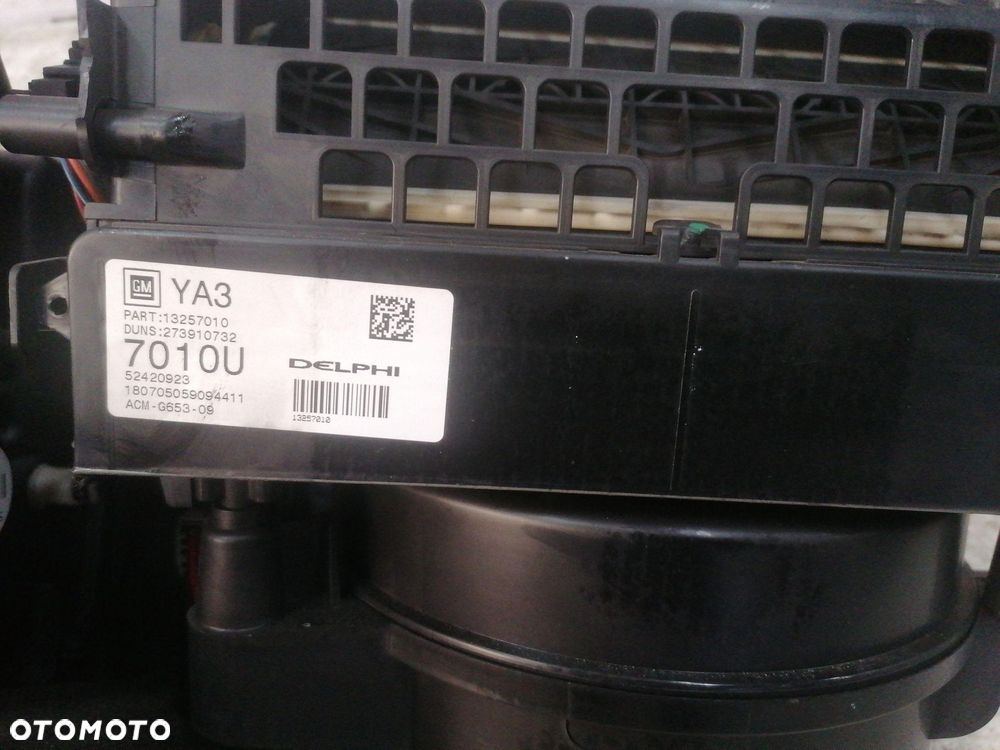 GM YA3
PART:13257010
DUNS:273910732
7010U
52420923
180705059094411
ACM-G653-09
DELPHI
13257010
OTOMOTO